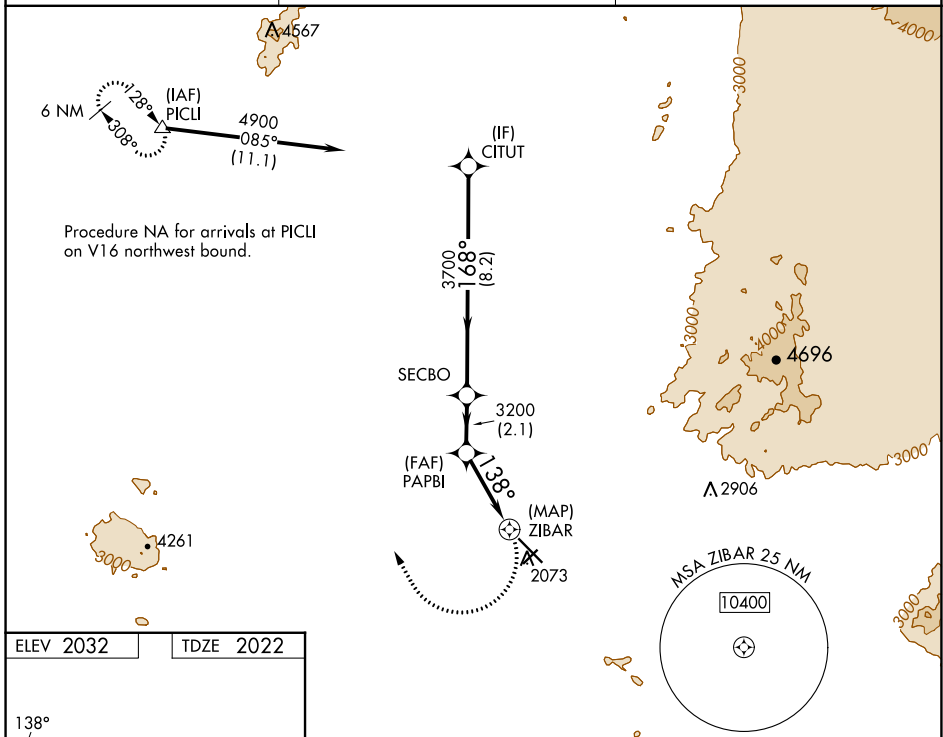 4567
4000
3000
(IAF)
PICLI
128°
6 NM
308°
4900
085°
(11.1)
(IF)
CITUT
Procedure NA for arrivals at PICLI
on V16 northwest bound.
3700
168°
(8.2)
3000
4000
4696
SECBO
3200
(2.1)
(FAF)
PAPBI
138°
3000
2906
(MAP)
ZIBAR
4261
3000
2073
MSA ZIBAR 25 NM
10400
3000
ELEV 2032
TDZE 2022
138°